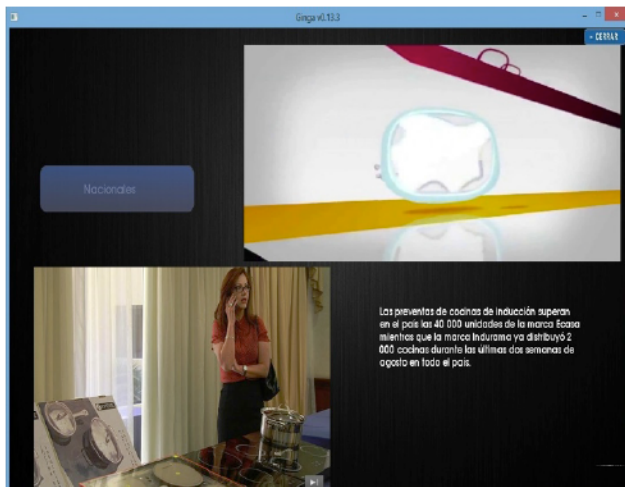 Ginga v0.13.3
CERRAR
Nacionales
Las preventas de cocinas de inducción superan
en el país las 40 000 unidades de la marca Ecasa
mientras que la marca Indurama ya distribuyó 2
000 cocinas durante las últimas dos semanas de
agosto en todo el país.